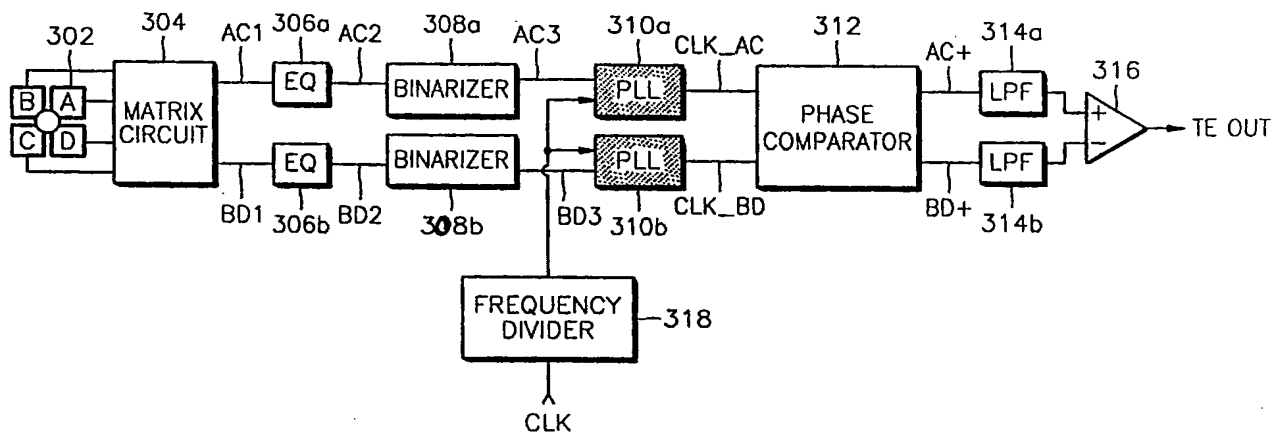 302
304
AC1
306a
AC2
308a
AC3
310a
CLK_AC
312
AC+
314a
316
B
A
C
D
MATRIX
CIRCUIT
EQ
BINARIZER
PLL
PHASE
COMPARATOR
LPF
+
−
TE OUT
EQ
BINARIZER
PLL
LPF
BD1
306b
BD2
308b
BD3
310b
CLK_BD
BD+
314b
FREQUENCY
DIVIDER
318
CLK